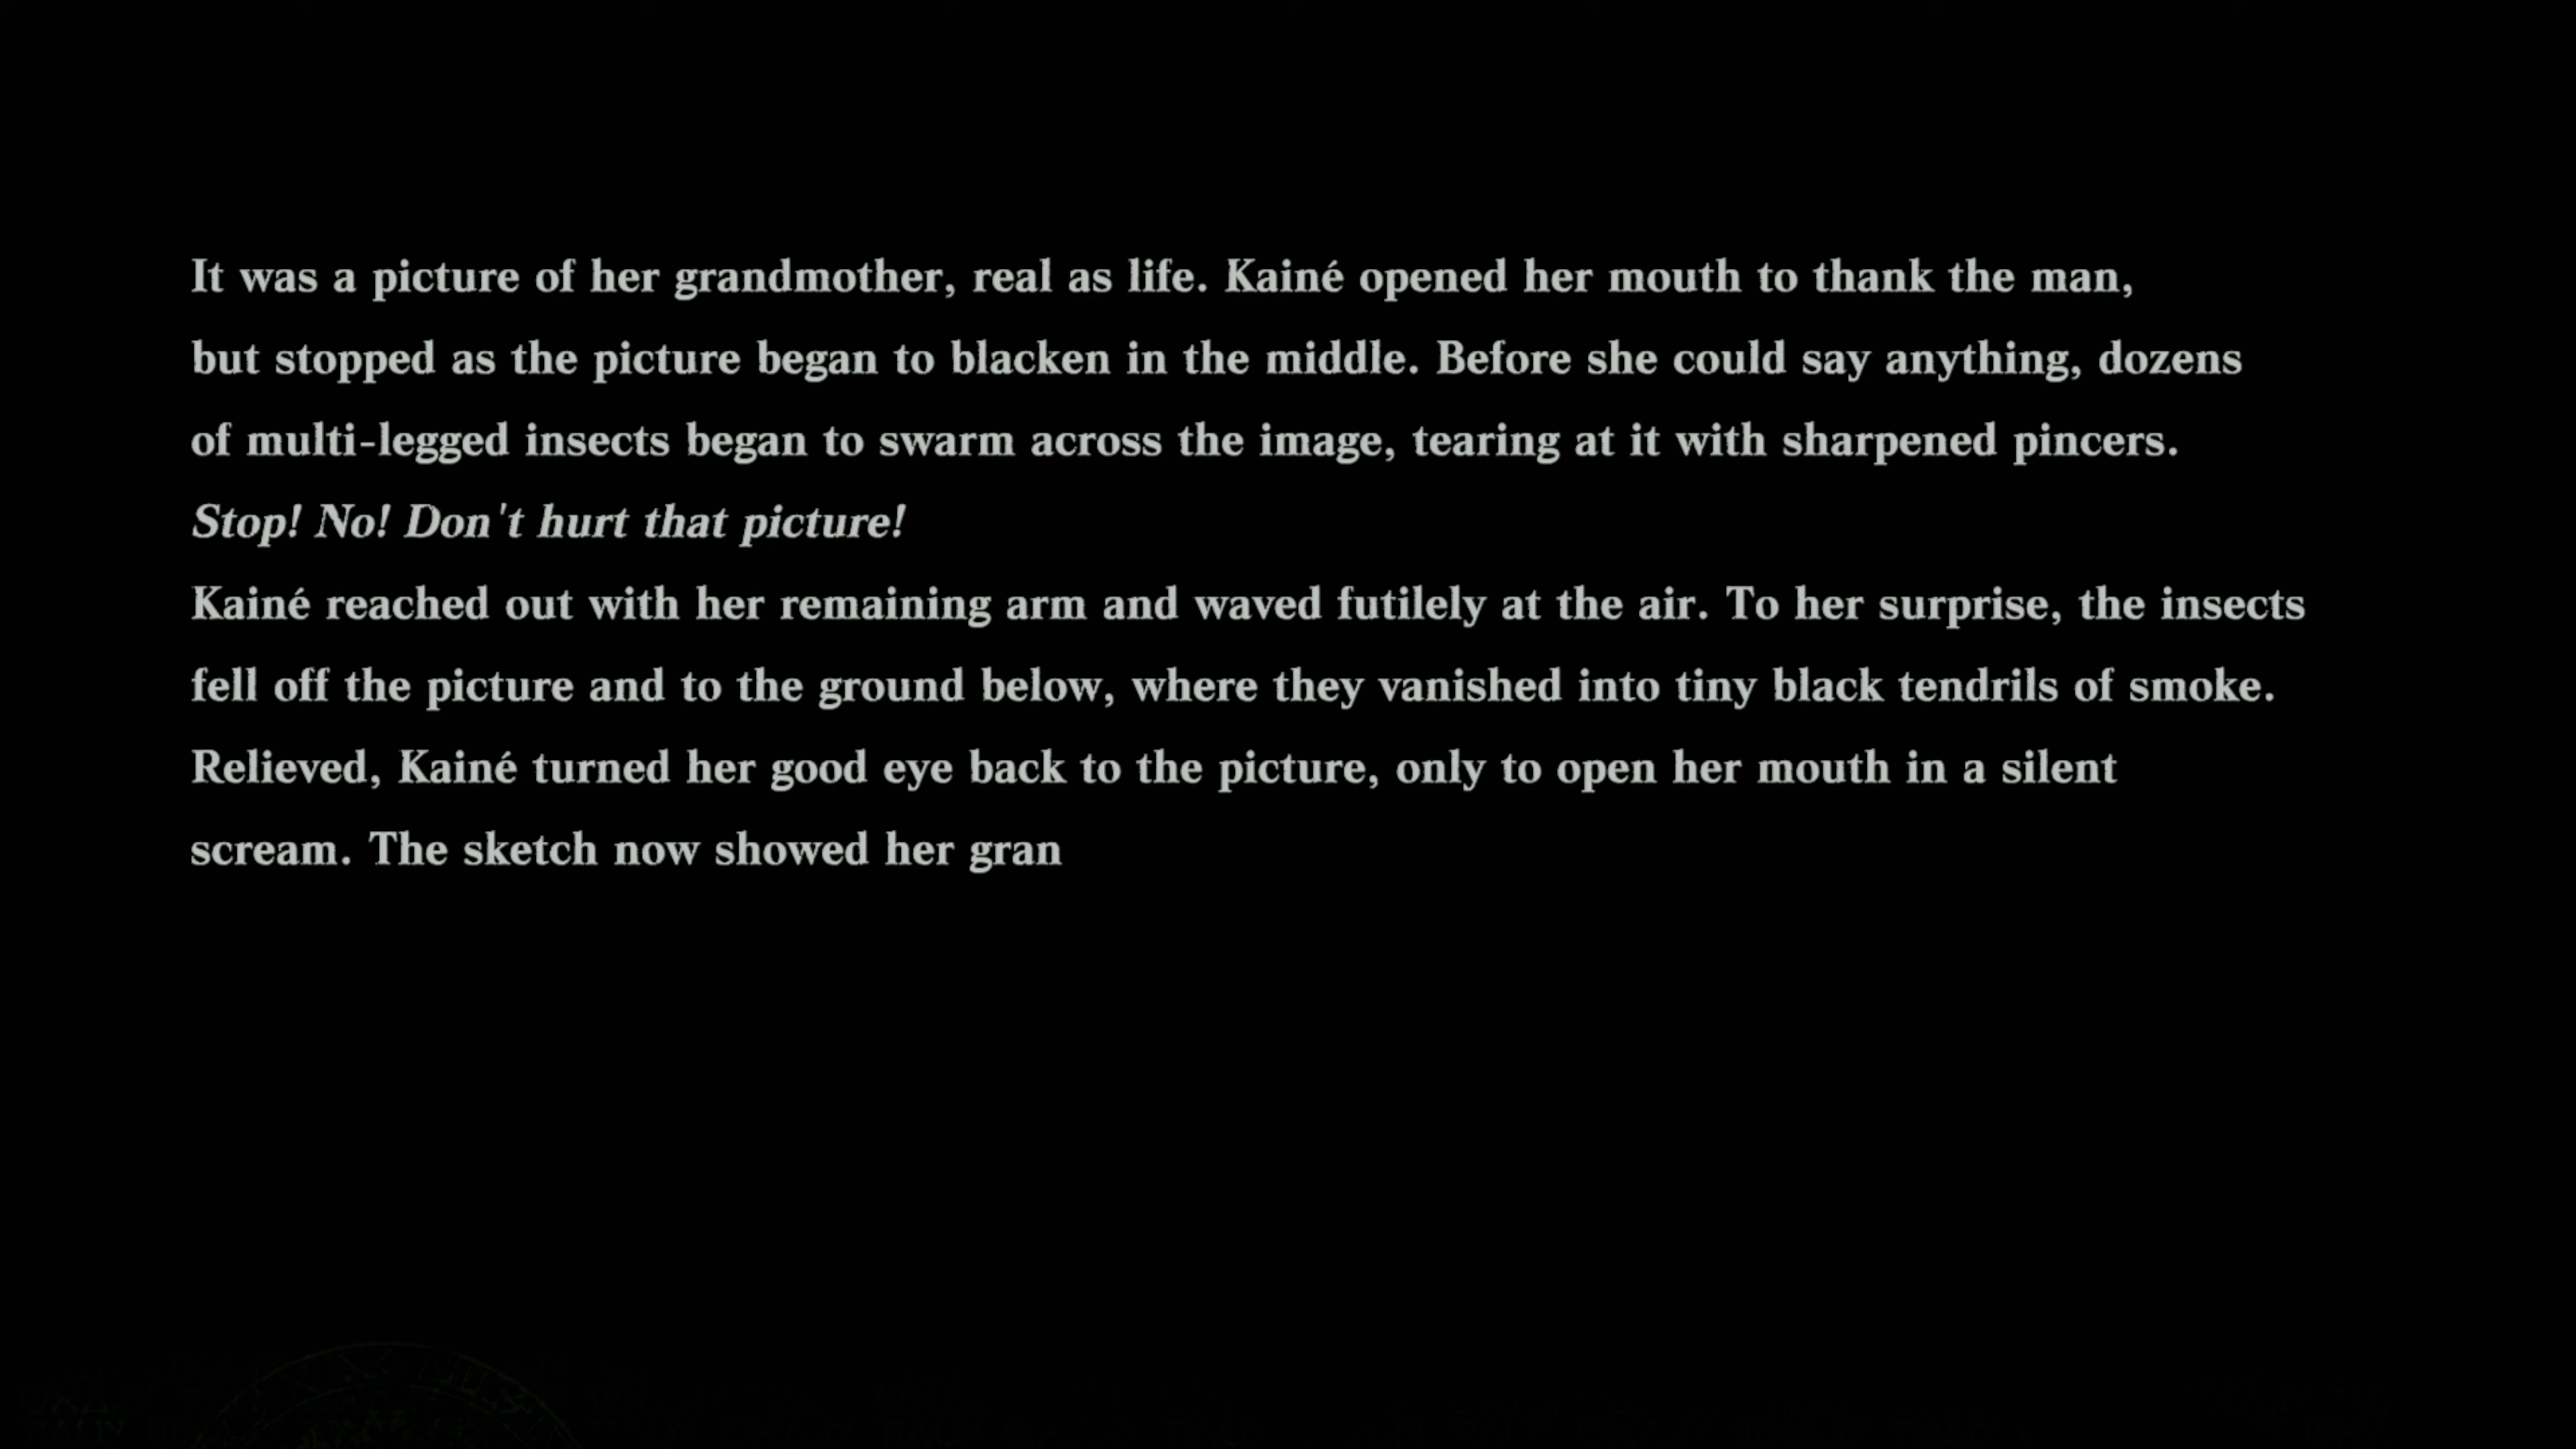 It was a picture of her grandmother, real as life. Kainé opened her mouth to thank the man,
but stopped as the picture began to blacken in the middle. Before she could say anything, dozens
of multi-legged insects began to swarm across the image, tearing at it with sharpened pincers.
Stop! No! Don't hurt that picture!
Kainé reached out with her remaining arm and waved futilely at the air. To her surprise, the insects
fell off the picture and to the ground below, where they vanished into tiny black tendrils of smoke.
Relieved, Kainé turned her good eye back to the picture, only to open her mouth in a silent
scream. The sketch now showed her gran